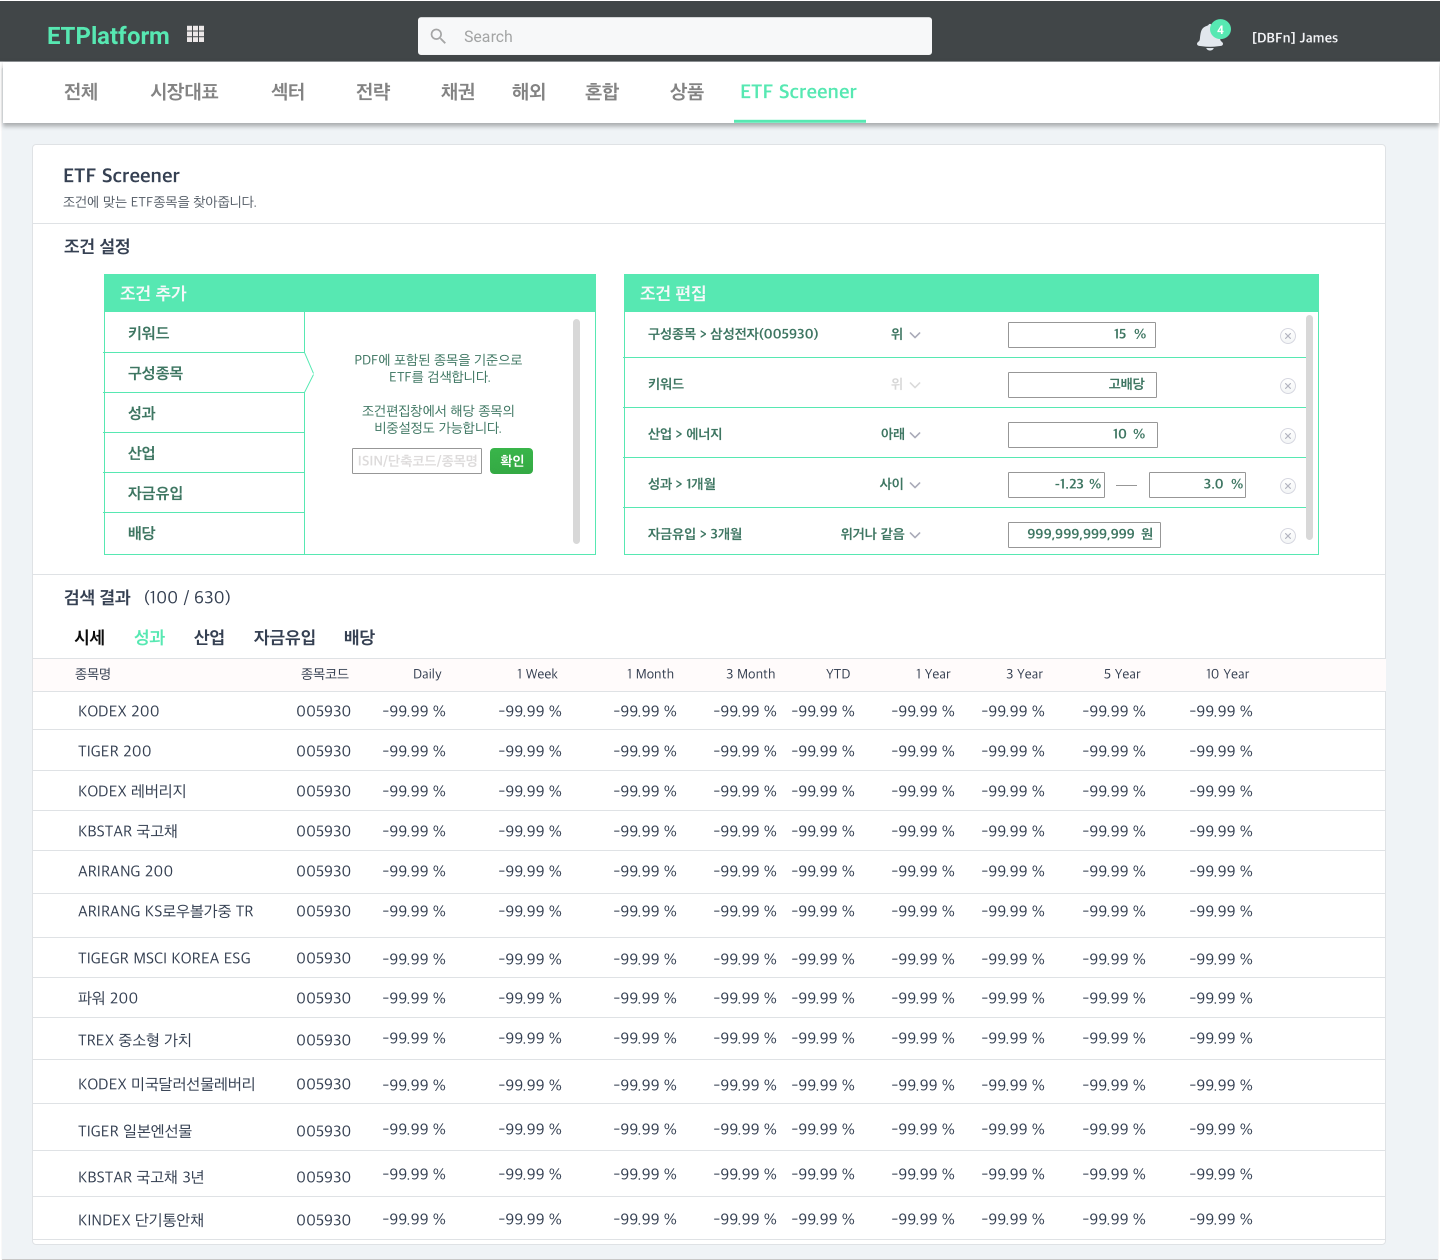 ETPlatform Search 4 [DBFn] James
전체 시장대표 섹터 전략 채권 해외 혼합 상품 ETF Screener
ETF Screener
조건에 맞는 ETF종목을 찾아줍니다.
조건 설정
조건 추가
키워드
구성종목
성과
산업
자금유입
배당
PDF에 포함된 종목을 기준으로
ETF를 검색합니다.
조건편집창에서 해당 종목의
비중설정도 가능합니다.
ISIN/단축코드/종목명 확인
조건 편집
구성종목 > 삼성전자(005930) 위 15 %
키워드 위 고배당
산업 > 에너지 아래 10 %
성과 > 1개월 사이 -1.23 % — 3.0 %
자금유입 > 3개월 위거나 같음 999,999,999,999 원
검색 결과 (100 / 630)
시세 성과 산업 자금유입 배당
종목명 종목코드 Daily 1 Week 1 Month 3 Month YTD 1 Year 3 Year 5 Year 10 Year
KODEX 200 005930 -99.99 % -99.99 % -99.99 % -99.99 % -99.99 % -99.99 % -99.99 % -99.99 % -99.99 %
TIGER 200 005930 -99.99 % -99.99 % -99.99 % -99.99 % -99.99 % -99.99 % -99.99 % -99.99 % -99.99 %
KODEX 레버리지 005930 -99.99 % -99.99 % -99.99 % -99.99 % -99.99 % -99.99 % -99.99 % -99.99 % -99.99 %
KBSTAR 국고채 005930 -99.99 % -99.99 % -99.99 % -99.99 % -99.99 % -99.99 % -99.99 % -99.99 % -99.99 %
ARIRANG 200 005930 -99.99 % -99.99 % -99.99 % -99.99 % -99.99 % -99.99 % -99.99 % -99.99 % -99.99 %
ARIRANG KS로우볼가중 TR 005930 -99.99 % -99.99 % -99.99 % -99.99 % -99.99 % -99.99 % -99.99 % -99.99 % -99.99 %
TIGEGR MSCI KOREA ESG 005930 -99.99 % -99.99 % -99.99 % -99.99 % -99.99 % -99.99 % -99.99 % -99.99 % -99.99 %
파워 200 005930 -99.99 % -99.99 % -99.99 % -99.99 % -99.99 % -99.99 % -99.99 % -99.99 % -99.99 %
TREX 중소형 가치 005930 -99.99 % -99.99 % -99.99 % -99.99 % -99.99 % -99.99 % -99.99 % -99.99 % -99.99 %
KODEX 미국달러선물레버리 005930 -99.99 % -99.99 % -99.99 % -99.99 % -99.99 % -99.99 % -99.99 % -99.99 % -99.99 %
TIGER 일본엔선물 005930 -99.99 % -99.99 % -99.99 % -99.99 % -99.99 % -99.99 % -99.99 % -99.99 % -99.99 %
KBSTAR 국고채 3년 005930 -99.99 % -99.99 % -99.99 % -99.99 % -99.99 % -99.99 % -99.99 % -99.99 % -99.99 %
KINDEX 단기통안채 005930 -99.99 % -99.99 % -99.99 % -99.99 % -99.99 % -99.99 % -99.99 % -99.99 % -99.99 %